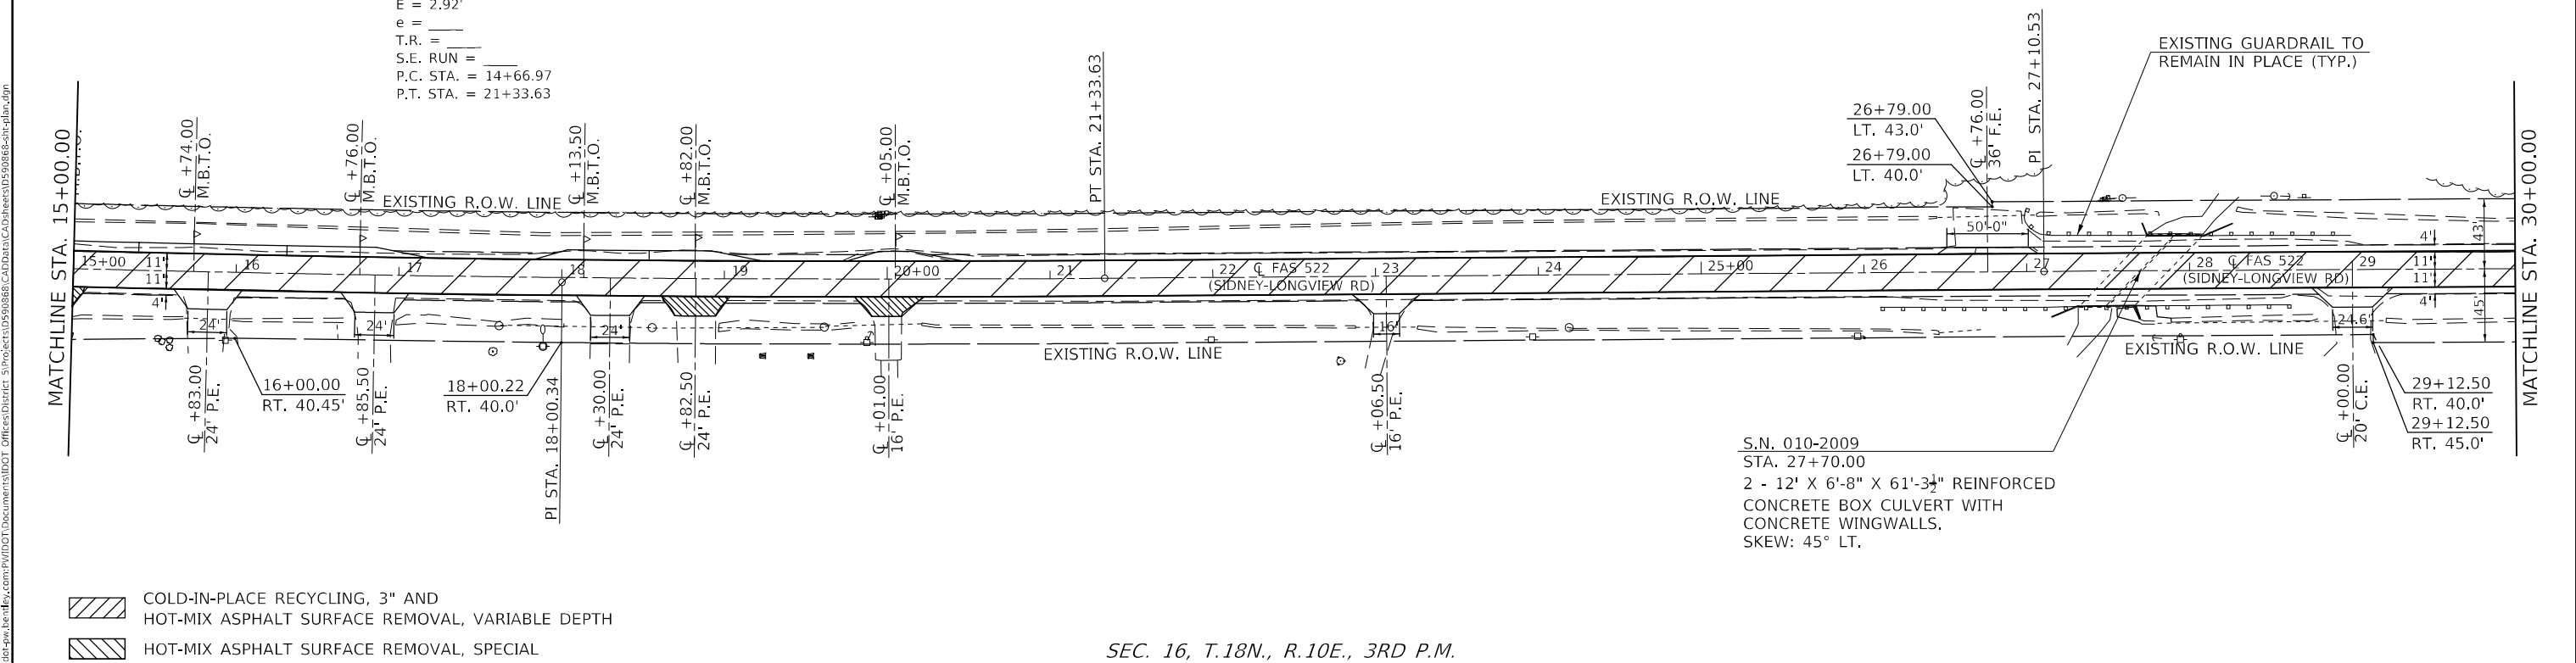 E = 2.92'
e = ____
T.R. = ____
S.E. RUN = ____
P.C. STA. = 14+66.97
P.T. STA. = 21+33.63
MATCHLINE STA. 15+00.00
M.B.T.O.
℄ +74.00
M.B.T.O.
℄ +76.00
M.B.T.O.
℄ +13.50
M.B.T.O.
℄ +82.00
M.B.T.O.
℄ +05.00
M.B.T.O.
PT STA. 21+33.63
26+79.00
LT. 43.0'
26+79.00
LT. 40.0'
℄ +76.00
36' F.E.
PI STA. 27+10.53
EXISTING GUARDRAIL TO
REMAIN IN PLACE (TYP.)
MATCHLINE STA. 30+00.00
EXISTING R.O.W. LINE
EXISTING R.O.W. LINE
50'-0"
4'
43'
15+00
11'
16
17
18
19
20+00
21
22
℄ FAS 522
(SIDNEY-LONGVIEW RD)
23
24
25+00
26
27
28
℄ FAS 522
(SIDNEY-LONGVIEW RD)
29
11'
11'
11'
4'
4'
45'
24'
24'
24'
16'
24.6'
EXISTING R.O.W. LINE
EXISTING R.O.W. LINE
℄ +83.00
24' P.E.
16+00.00
RT. 40.45'
℄ +85.50
24' P.E.
18+00.22
RT. 40.0'
PI STA. 18+00.34
℄ +30.00
24' P.E.
℄ +82.50
24' P.E.
℄ +01.00
16' P.E.
℄ +06.50
16' P.E.
℄ +00.00
20' C.E.
29+12.50
RT. 40.0'
29+12.50
RT. 45.0'
S.N. 010-2009
STA. 27+70.00
2 - 12' X 6'-8" X 61'-3½" REINFORCED
CONCRETE BOX CULVERT WITH
CONCRETE WINGWALLS.
SKEW: 45° LT.
COLD-IN-PLACE RECYCLING, 3" AND
HOT-MIX ASPHALT SURFACE REMOVAL, VARIABLE DEPTH
HOT-MIX ASPHALT SURFACE REMOVAL, SPECIAL
SEC. 16, T.18N., R.10E., 3RD P.M.